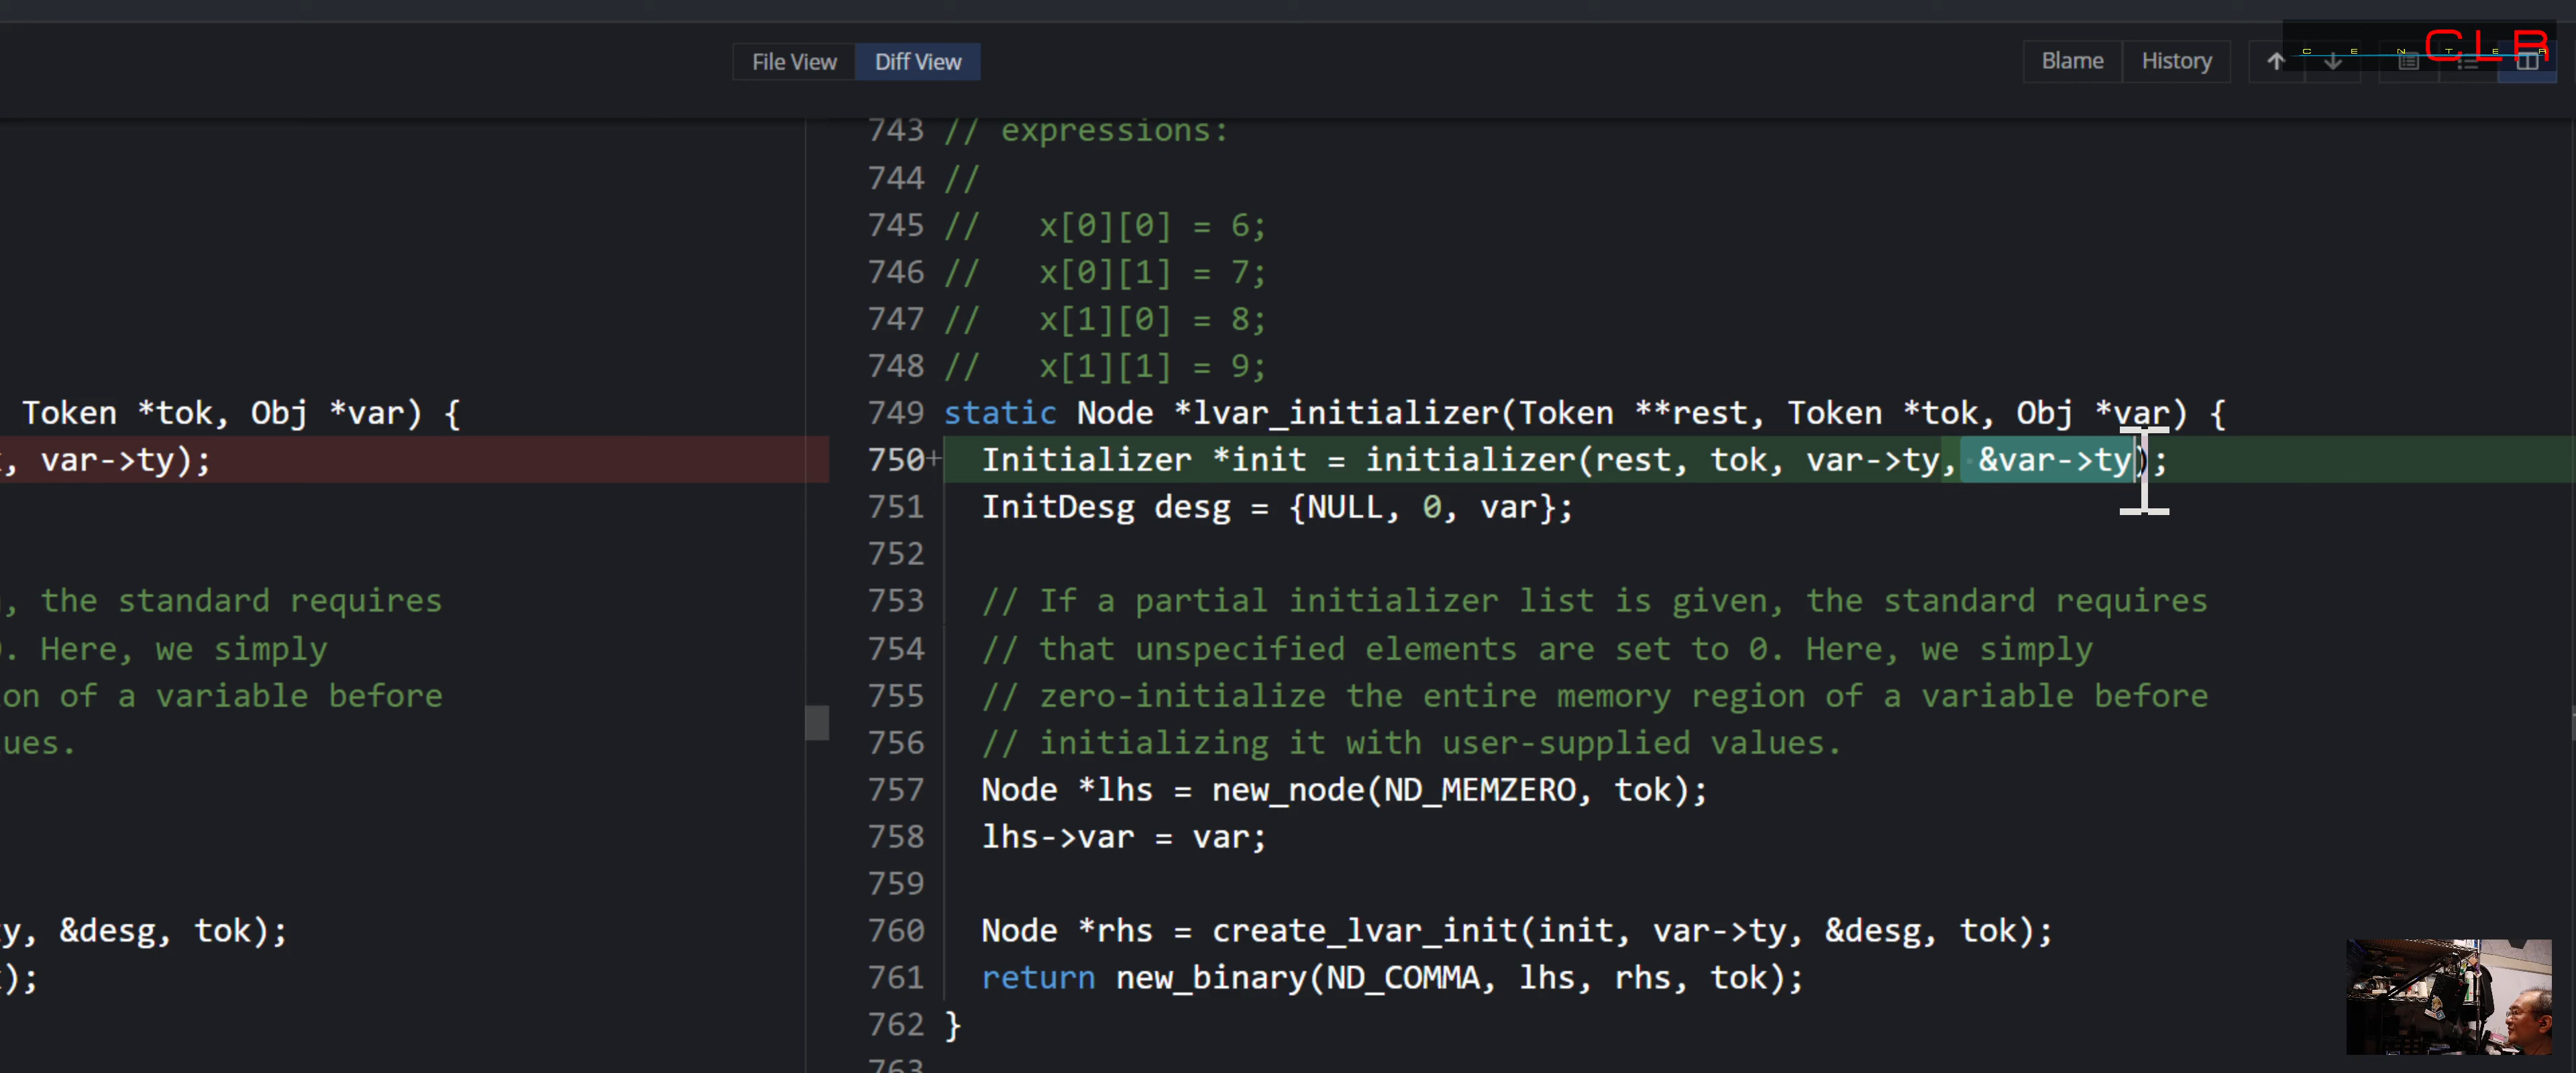 File View Diff View Blame History
CENTER CLR
Token *tok, Obj *var) {
, var->ty);
, the standard requires
. Here, we simply
on of a variable before
ues.
y, &desg, tok);
);
743 // expressions:
744 //
745 //   x[0][0] = 6;
746 //   x[0][1] = 7;
747 //   x[1][0] = 8;
748 //   x[1][1] = 9;
749 static Node *lvar_initializer(Token **rest, Token *tok, Obj *var) {
750+   Initializer *init = initializer(rest, tok, var->ty, &var->ty);
751   InitDesg desg = {NULL, 0, var};
752
753   // If a partial initializer list is given, the standard requires
754   // that unspecified elements are set to 0. Here, we simply
755   // zero-initialize the entire memory region of a variable before
756   // initializing it with user-supplied values.
757   Node *lhs = new_node(ND_MEMZERO, tok);
758   lhs->var = var;
759
760   Node *rhs = create_lvar_init(init, var->ty, &desg, tok);
761   return new_binary(ND_COMMA, lhs, rhs, tok);
762 }
763